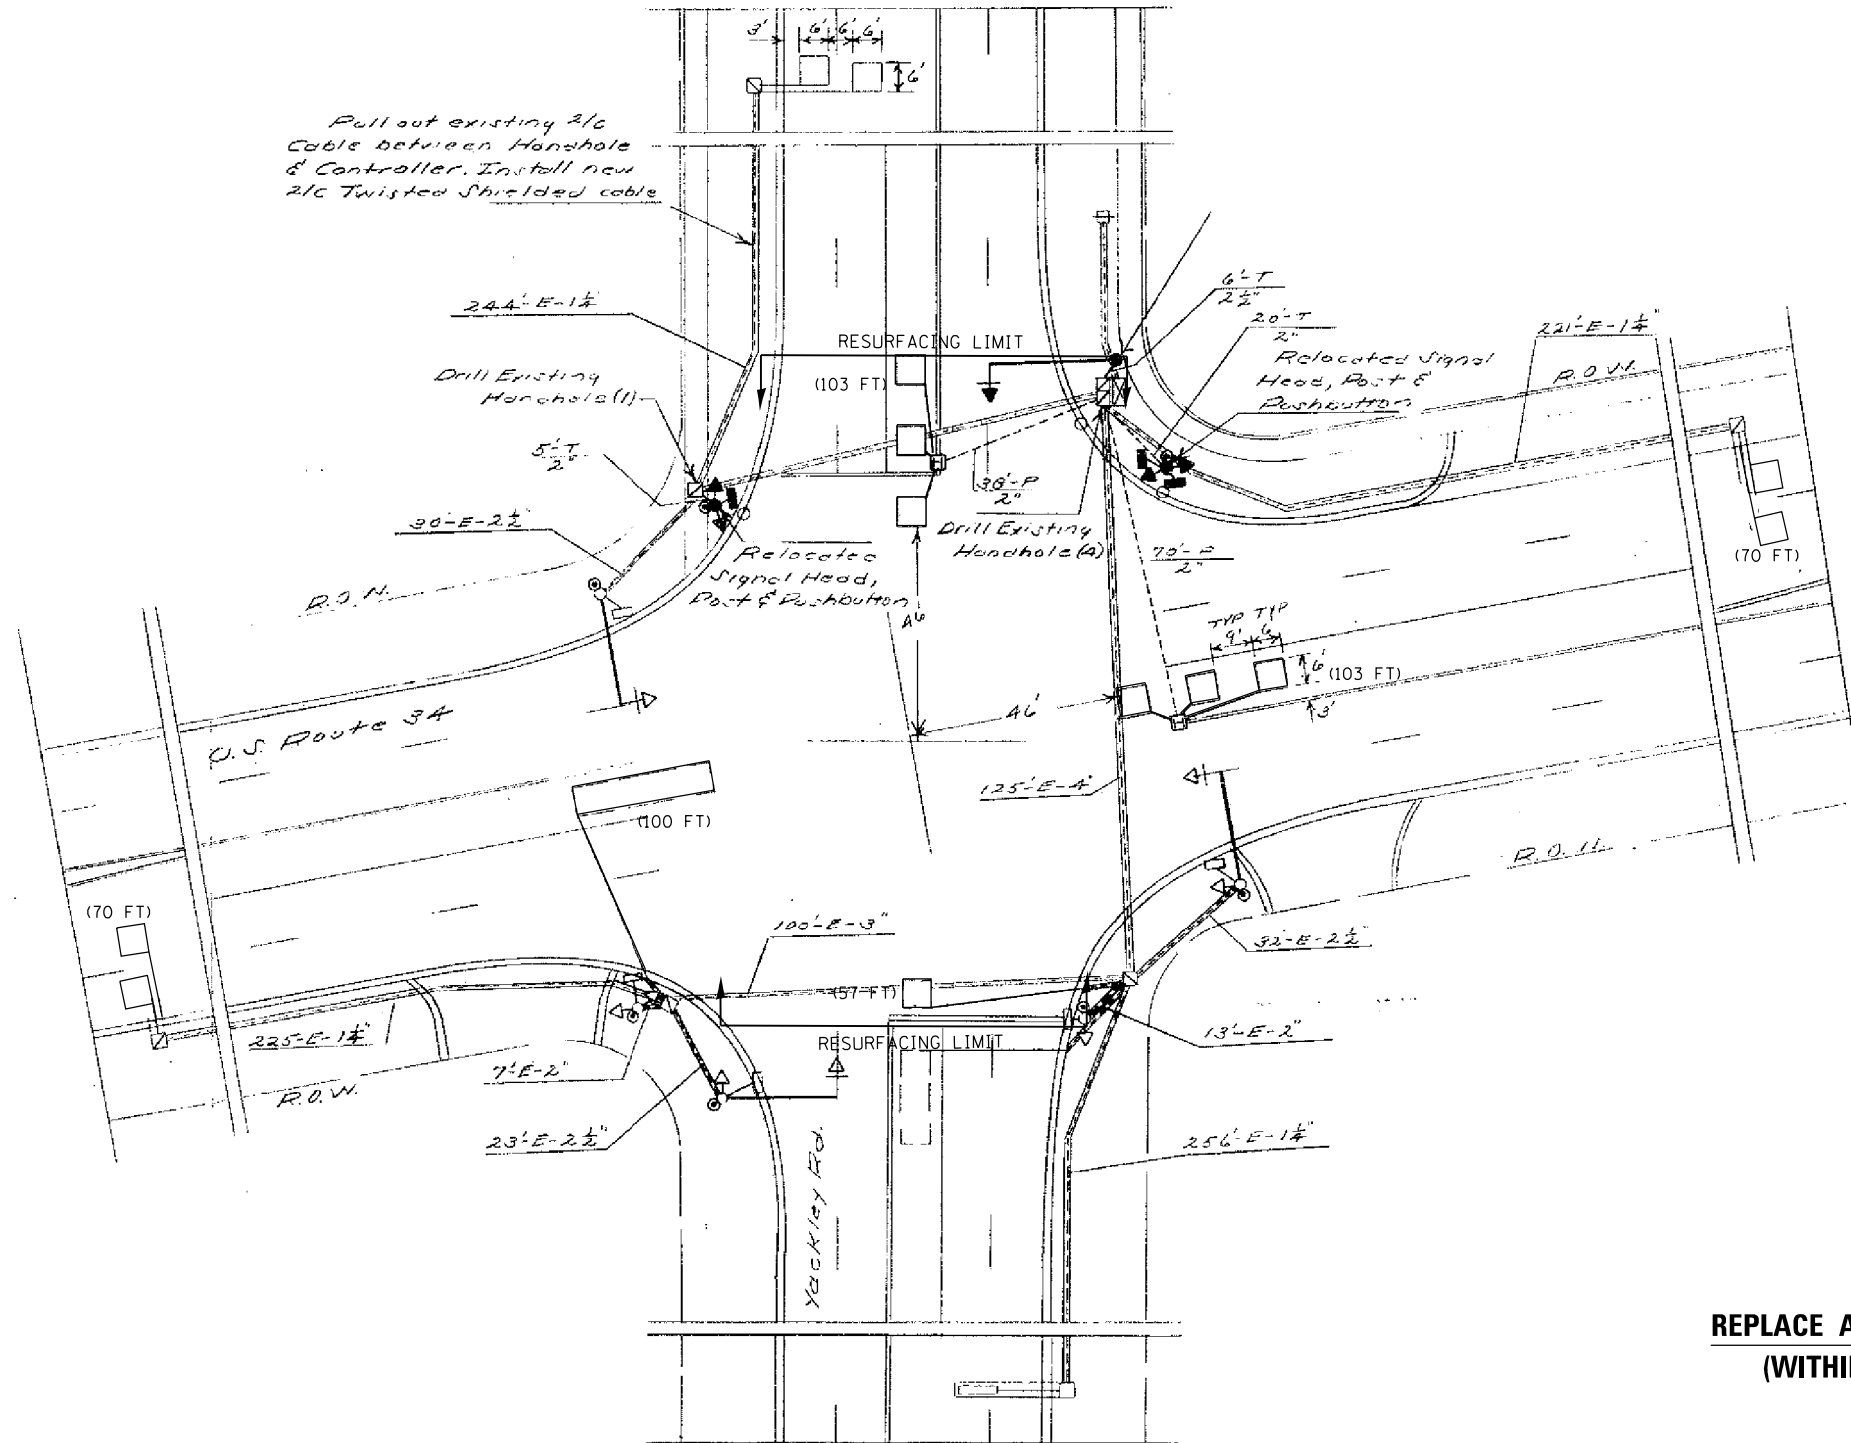 3' 6' 6' 6'
6'
Pull out existing 2/c
Cable between Handhole
& Controller. Install new
2/c Twisted Shielded cable
244'-E-1¼"
6'-T
2½"
20'-T
2"
221'-E-1¼"
RESURFACING LIMIT
Relocated Signal
Head, Post &
Pushbutton
R.O.W.
(103 FT)
Drill Existing
Handhole(1)
5'-T
2"
38'-P
2"
30'-E-2½"
Drill Existing
Handhole(4)
70'-P
2"
(70 FT)
Relocated
Signal Head,
Post & Pushbutton
R.O.W.
46'
TYP TYP
9' 6'
6'
(103 FT)
3'
46'
U.S. Route 34
125'-E-4"
(100 FT)
R.O.W.
(70 FT)
100'-E-3"
32'-E-2½"
(57 FT)
225'-E-1¼"
13'-E-2"
RESURFACING LIMIT
7'-E-2"
R.O.W.
23'-E-2½"
256'-E-1¼"
Yackley Rd.
REPLACE A
(WITHI